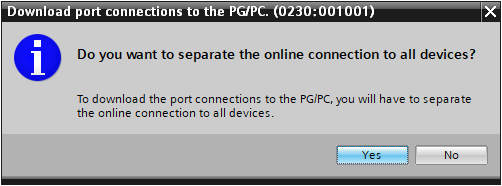 Download port connections to the PG/PC. (0230:001001)
Do you want to separate the online connection to all devices?
To download the port connections to the PG/PC, you will have to separate
the online connection to all devices.
Yes
No